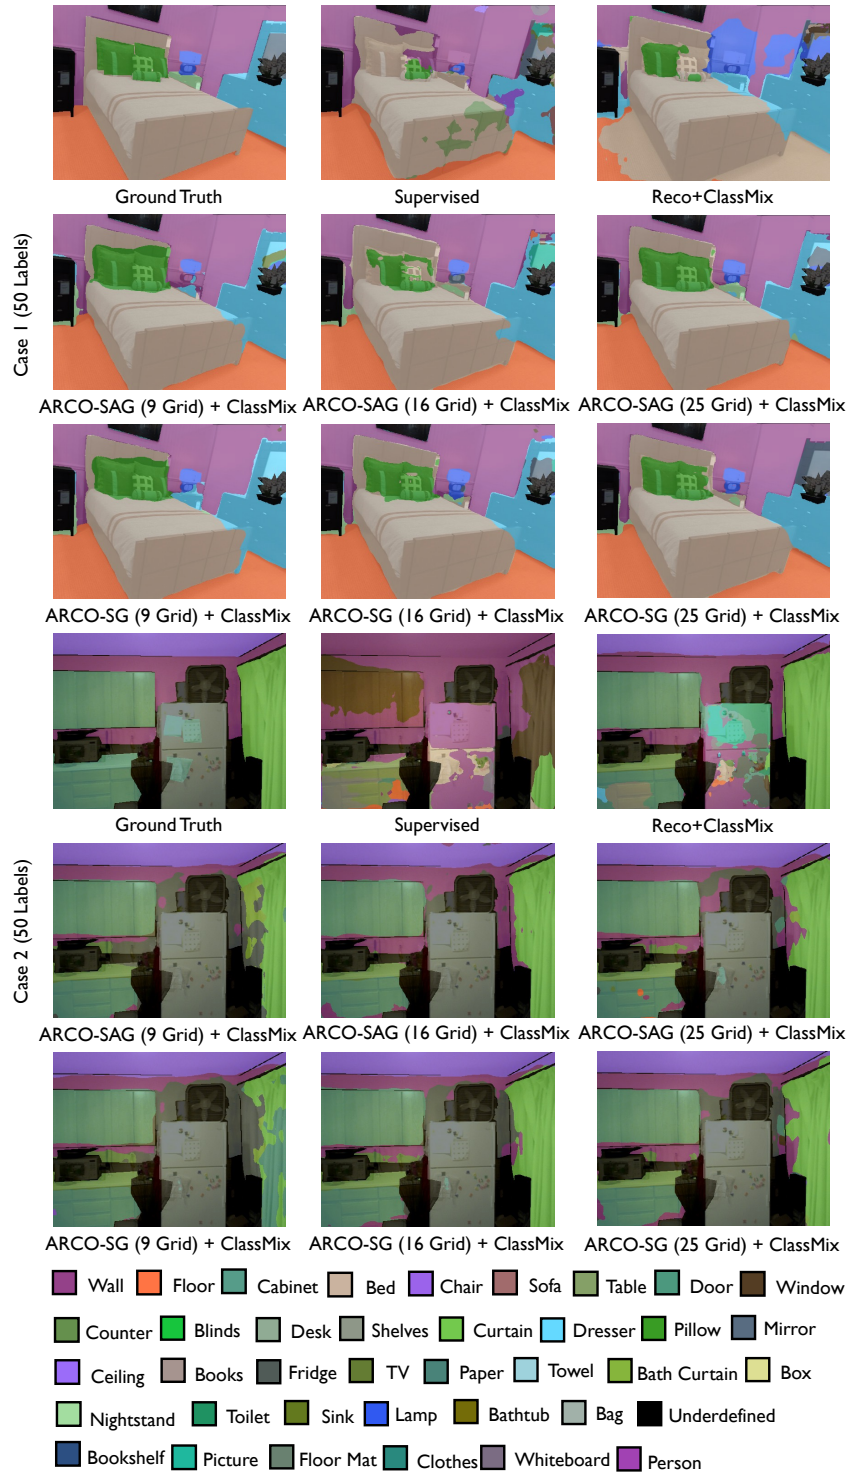 Ground Truth Supervised Reco+ClassMix
Case 1 (50 Labels)
ARCO-SAG (9 Grid) + ClassMix ARCO-SAG (16 Grid) + ClassMix ARCO-SAG (25 Grid) + ClassMix
ARCO-SG (9 Grid) + ClassMix ARCO-SG (16 Grid) + ClassMix ARCO-SG (25 Grid) + ClassMix
Ground Truth Supervised Reco+ClassMix
Case 2 (50 Labels)
ARCO-SAG (9 Grid) + ClassMix ARCO-SAG (16 Grid) + ClassMix ARCO-SAG (25 Grid) + ClassMix
ARCO-SG (9 Grid) + ClassMix ARCO-SG (16 Grid) + ClassMix ARCO-SG (25 Grid) + ClassMix
Wall Floor Cabinet Bed Chair Sofa Table Door Window
Counter Blinds Desk Shelves Curtain Dresser Pillow Mirror
Ceiling Books Fridge TV Paper Towel Bath Curtain Box
Nightstand Toilet Sink Lamp Bathtub Bag Underdefined
Bookshelf Picture Floor Mat Clothes Whiteboard Person